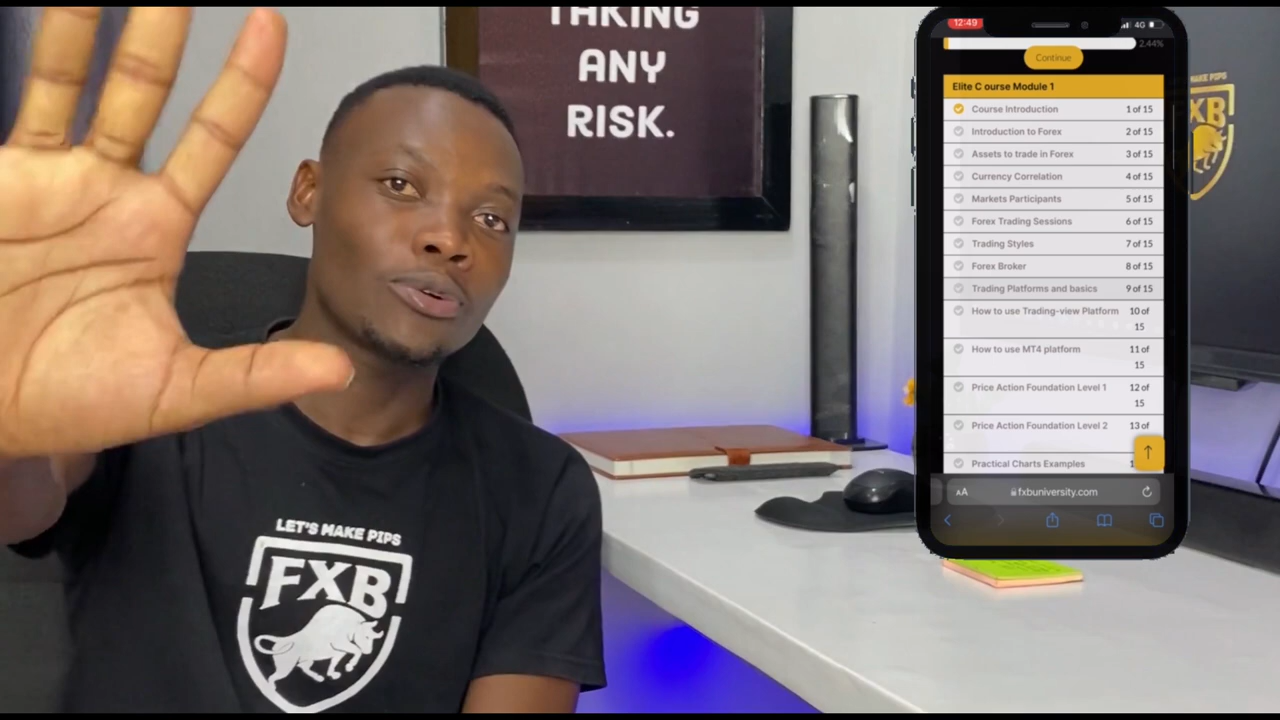 TAKING
ANY
RISK.
LET'S MAKE PIPS
FXB
12:49
4G
2.44%
Continue
Elite C ourse Module 1
Course Introduction 1 of 15
Introduction to Forex 2 of 15
Assets to trade in Forex 3 of 15
Currency Correlation 4 of 15
Markets Participants 5 of 15
Forex Trading Sessions 6 of 15
Trading Styles 7 of 15
Forex Broker 8 of 15
Trading Platforms and basics 9 of 15
How to use Trading-view Platform 10 of
15
How to use MT4 platform 11 of
15
Price Action Foundation Level 1 12 of
15
Price Action Foundation Level 2 13 of
Practical Charts Examples
AA fxbuniversity.com
MAKE PIPS
FXB